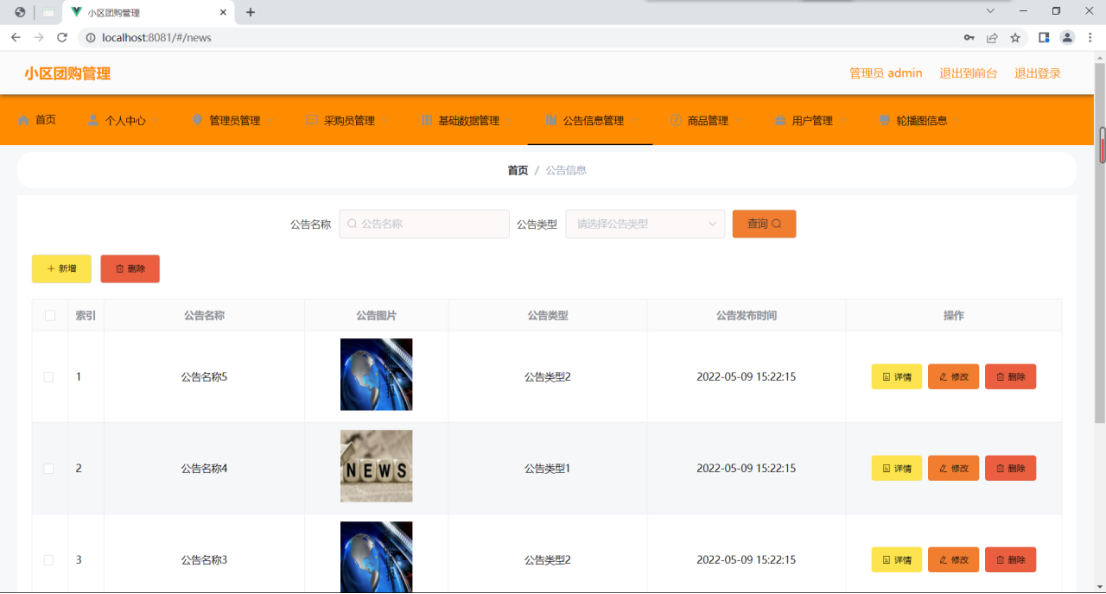 小区团购管理
localhost:8081/#/news
小区团购管理 管理员 admin 退出到前台 退出登录
首页 个人中心 管理员管理 采购员管理 基础数据管理 公告信息管理 商品管理 用户管理 轮播图信息
首页 / 公告信息
公告名称 公告名称 公告类型 请选择公告类型 查询
新增 删除
索引 公告名称 公告图片 公告类型 公告发布时间 操作
1 公告名称5 公告类型2 2022-05-09 15:22:15 详情 修改 删除
2 公告名称4 NEWS 公告类型1 2022-05-09 15:22:15 详情 修改 删除
3 公告名称3 公告类型2 2022-05-09 15:22:15 详情 修改 删除